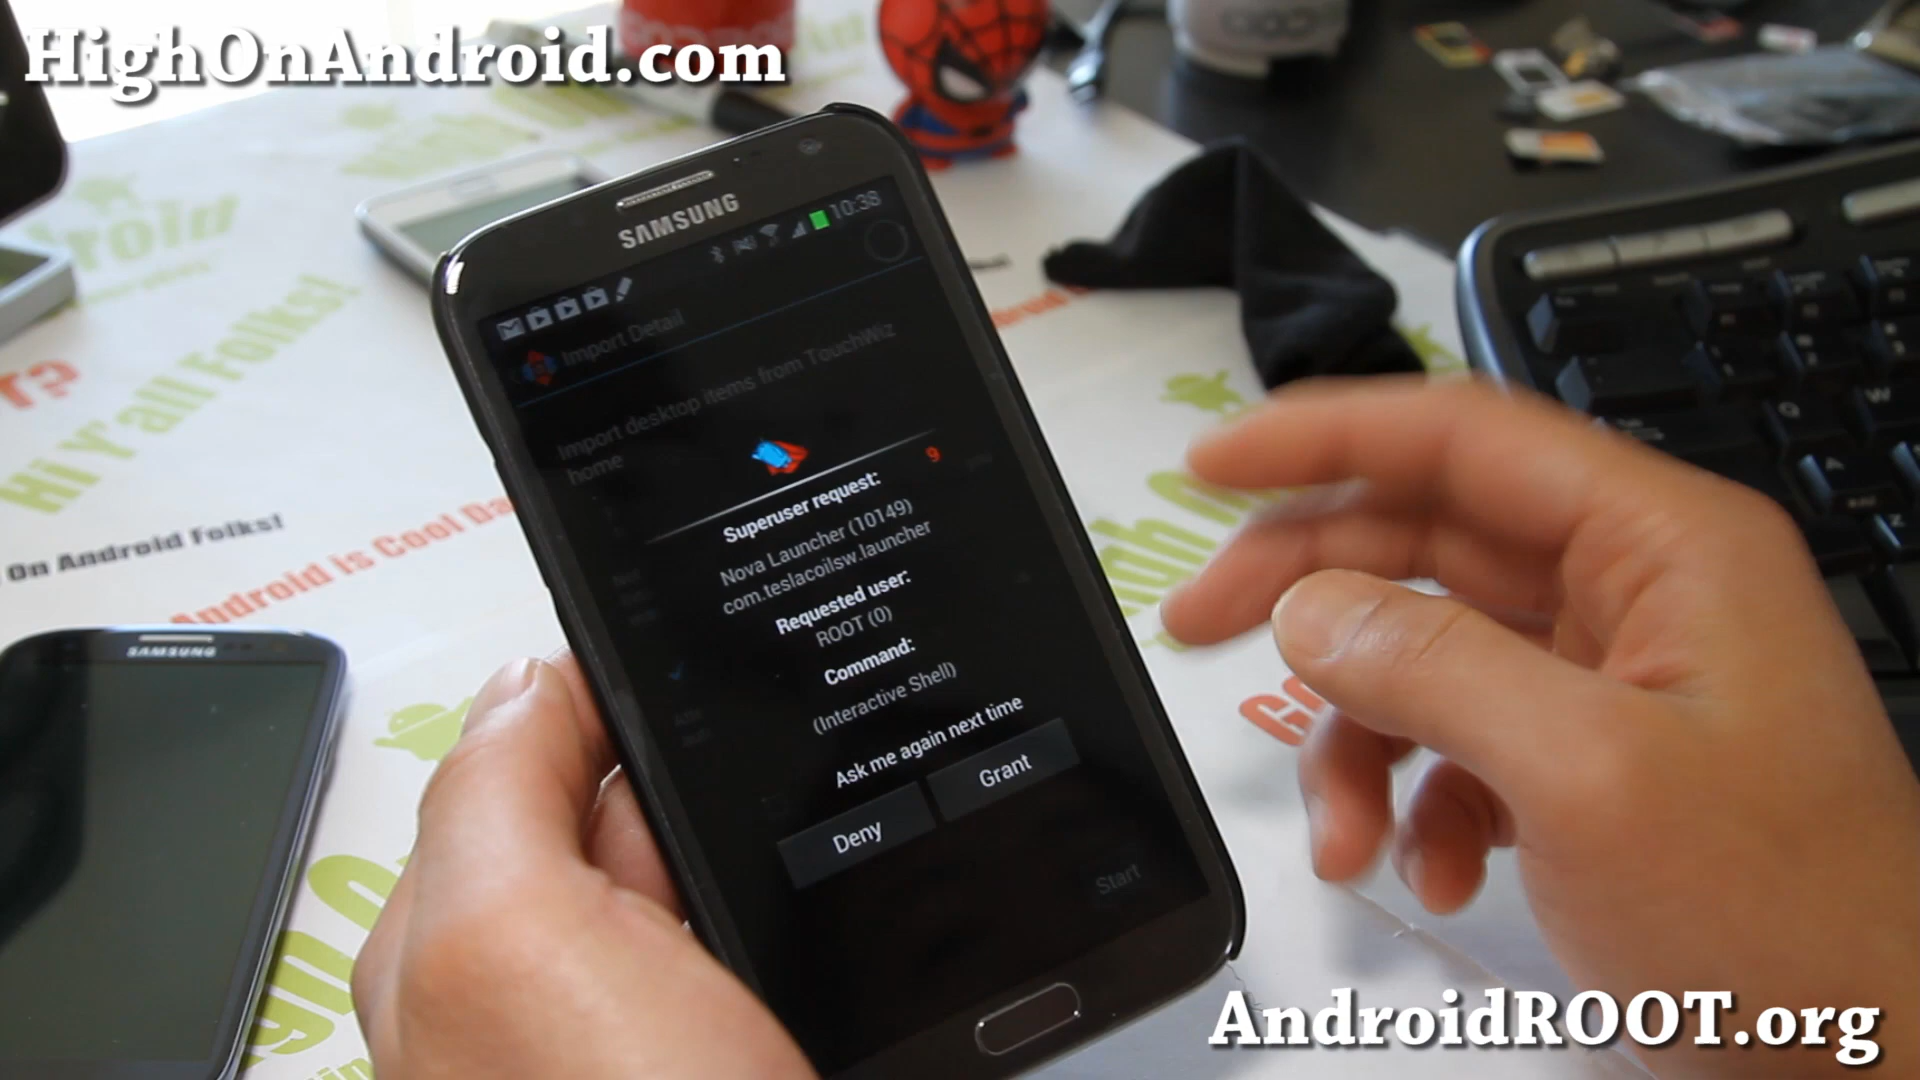 HighOnAndroid.com
SAMSUNG
10:38
Import Detail
Import desktop items from TouchWiz
home
9
Superuser request:
Nova Launcher (10149)
com.teslacoilsw.launcher
Requested user:
ROOT (0)
Command:
(Interactive Shell)
Ask me again next time
Deny
Grant
Start
Hi Y'all Folks!
On Android Folks!
Android is Cool
SAMSUNG
Q
W
A
Z
AndroidROOT.org